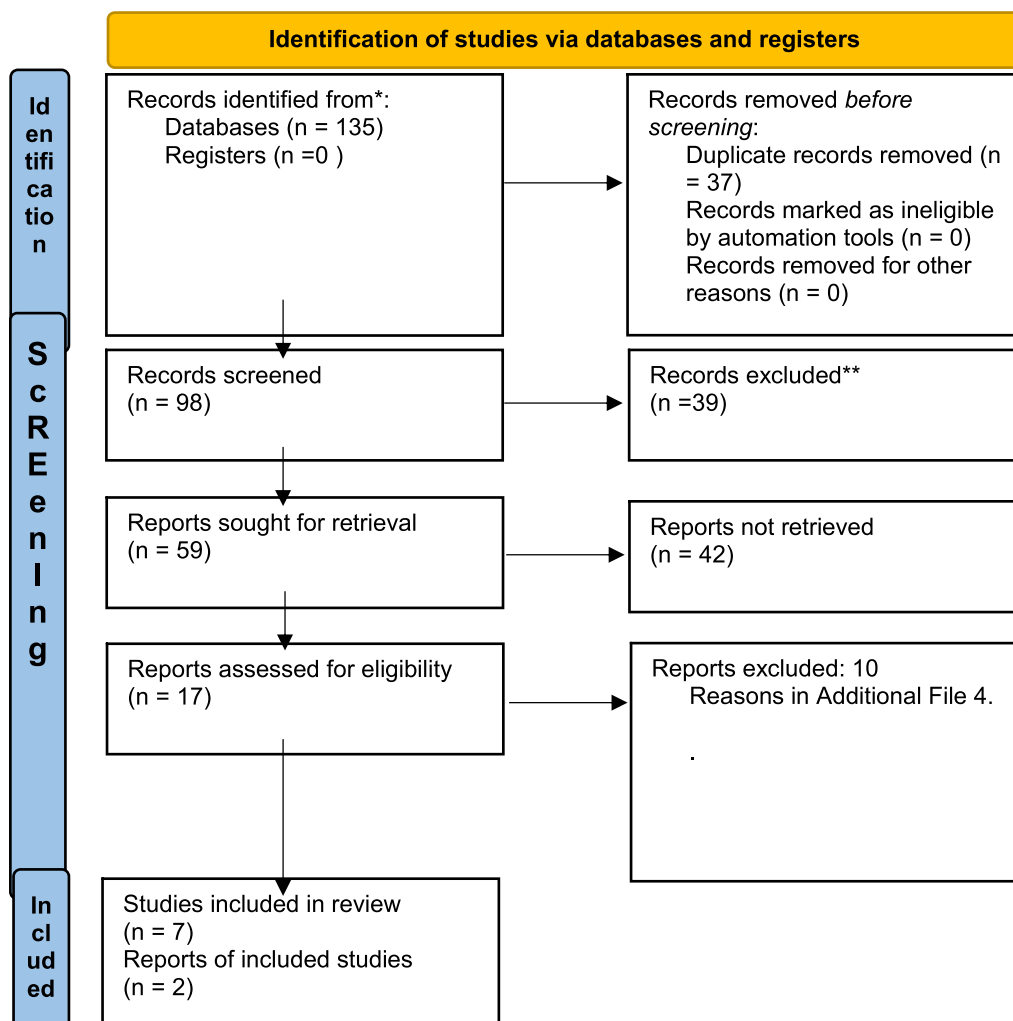 Identification of studies via databases and registers
Id
en
tifi
ca
tio
n
Records identified from*:
Databases (n = 135)
Registers (n =0 )
Records removed before
screening:
Duplicate records removed (n
= 37)
Records marked as ineligible
by automation tools (n = 0)
Records removed for other
reasons (n = 0)
S
c
R
E
e
n
I
n
g
Records screened
(n = 98)
Records excluded**
(n =39)
Reports sought for retrieval
(n = 59)
Reports not retrieved
(n = 42)
Reports assessed for eligibility
(n = 17)
Reports excluded: 10
Reasons in Additional File 4.
.
In
cl
ud
ed
Studies included in review
(n = 7)
Reports of included studies
(n = 2)